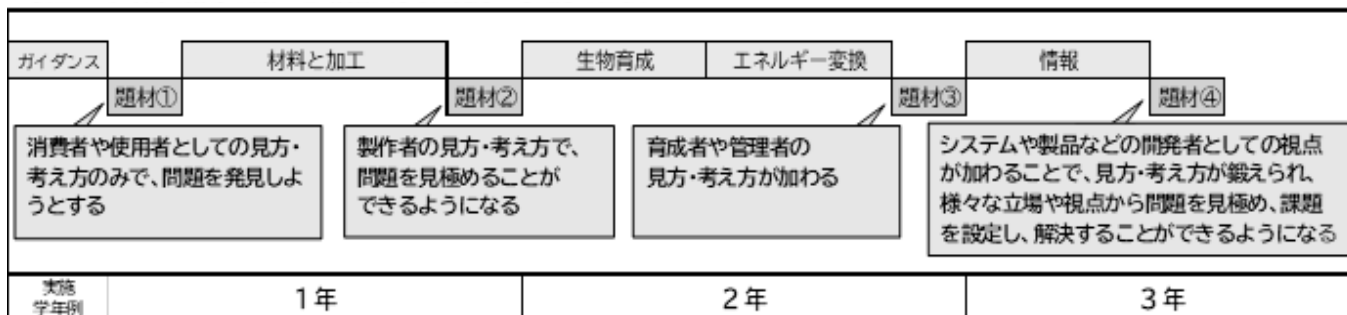 ガイダンス
材料と加工
生物育成
エネルギー変換
情報
題材①
題材②
題材③
題材④
消費者や使用者としての見方・
考え方のみで、問題を発見しよ
うとする
製作者の見方・考え方で、
問題を見極めることが
できるようになる
育成者や管理者の
見方・考え方が加わる
システムや製品などの開発者としての視点
が加わることで、見方・考え方が鍛えられ、
様々な立場や視点から問題を見極め、課題
を設定し、解決することができるようになる
実施
学年例
1年
2年
3年